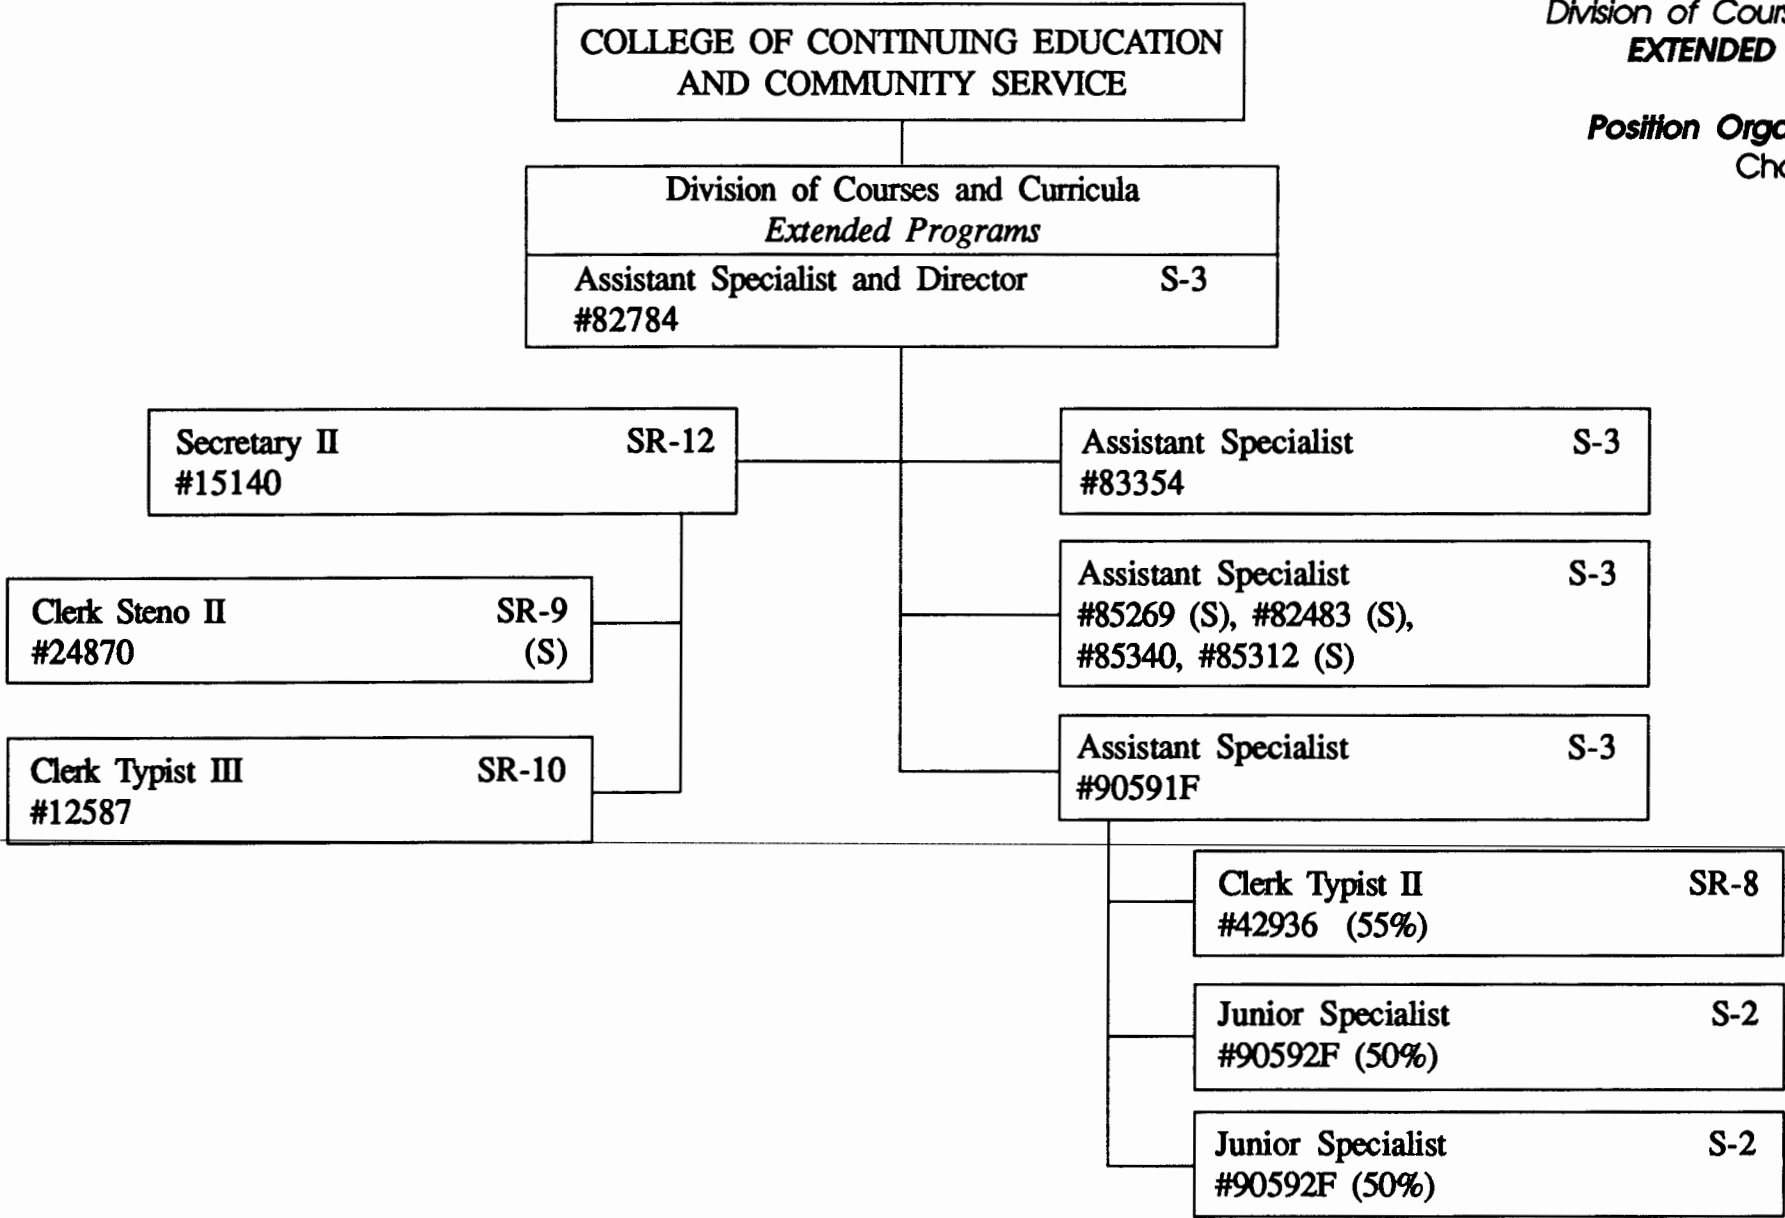 COLLEGE OF CONTINUING EDUCATION
AND COMMUNITY SERVICE
Division of
EXTENDED
Position
Division of Courses and Curricula
Extended Programs
Assistant Specialist and Director S-3
#82784
Secretary II SR-12
#15140
Clerk Steno II SR-9
#24870 (S)
Clerk Typist III SR-10
#12587
Assistant Specialist S-3
#83354
Assistant Specialist S-3
#85269 (S), #82483 (S),
#85340, #85312 (S)
Assistant Specialist S-3
#90591F
Clerk Typist II SR-8
#42936 (55%)
Junior Specialist S-2
#90592F (50%)
Junior Specialist S-2
#90592F (50%)